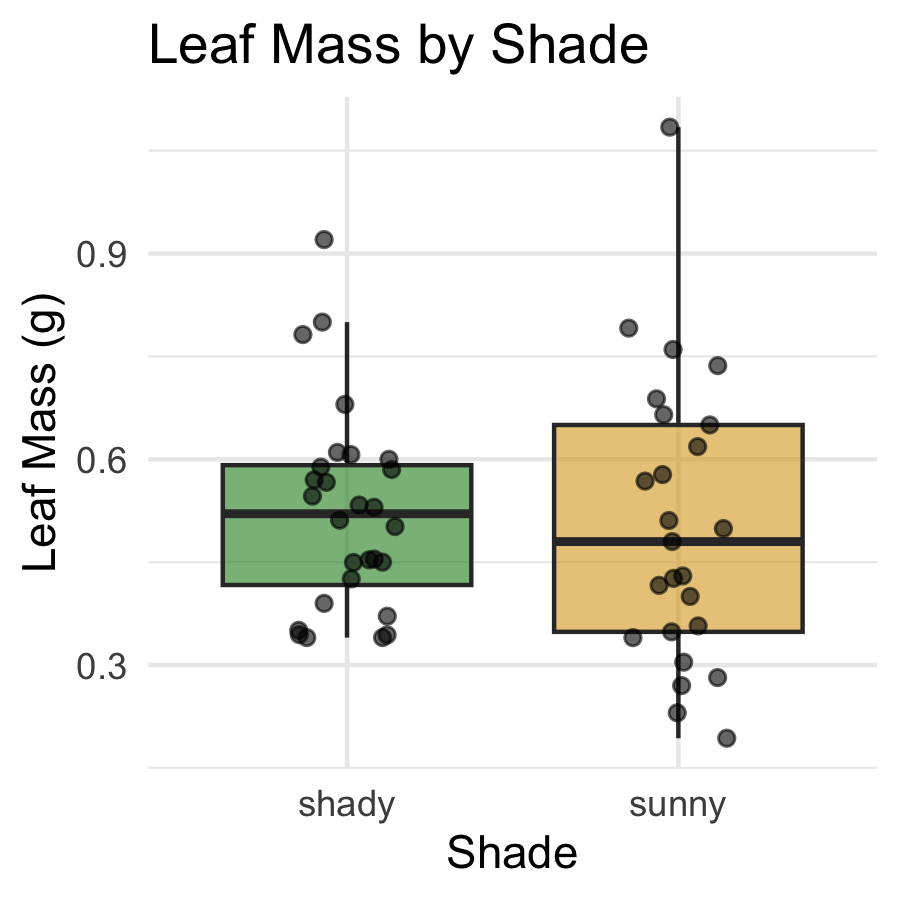 Leaf Mass by Shade
Leaf Mass (g)
0.9
0.6
0.3
shady sunny
Shade